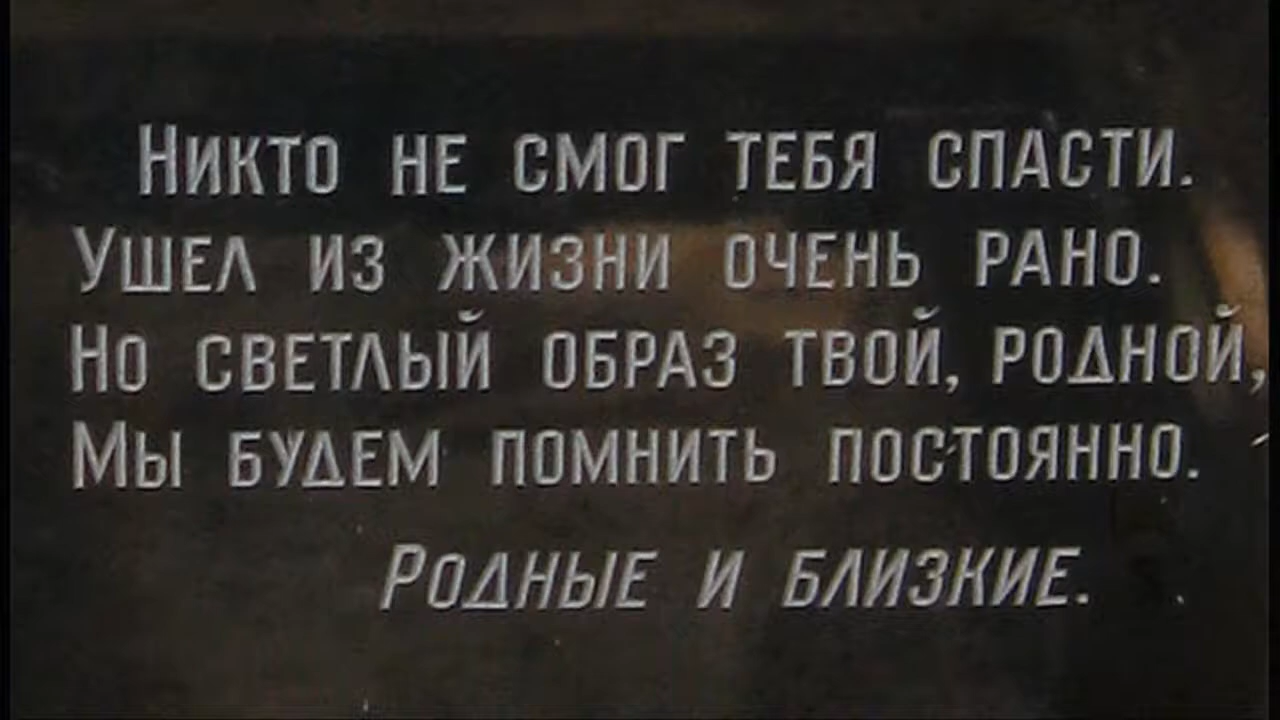 Никто не смог тебя спасти.
Ушел из жизни очень рано.
Но светлый образ твой, родной,
Мы будем помнить постоянно.
Родные и близкие.